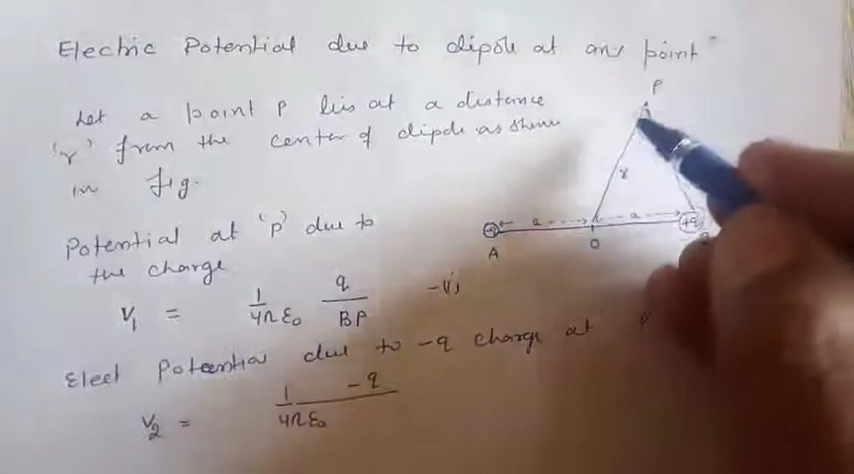 Electric Potential due to dipole at any point"
Let a point P lies at a distance
'r' from the center of dipole as shown
in fig.
Potential at 'P' due to
the charge
V₁ = 1/4πε₀ q/BP -(i)
Elect Potential due to -q charge at P
V₂ = 1/4πε₀ -q
P
r
-q a a +q
A O B